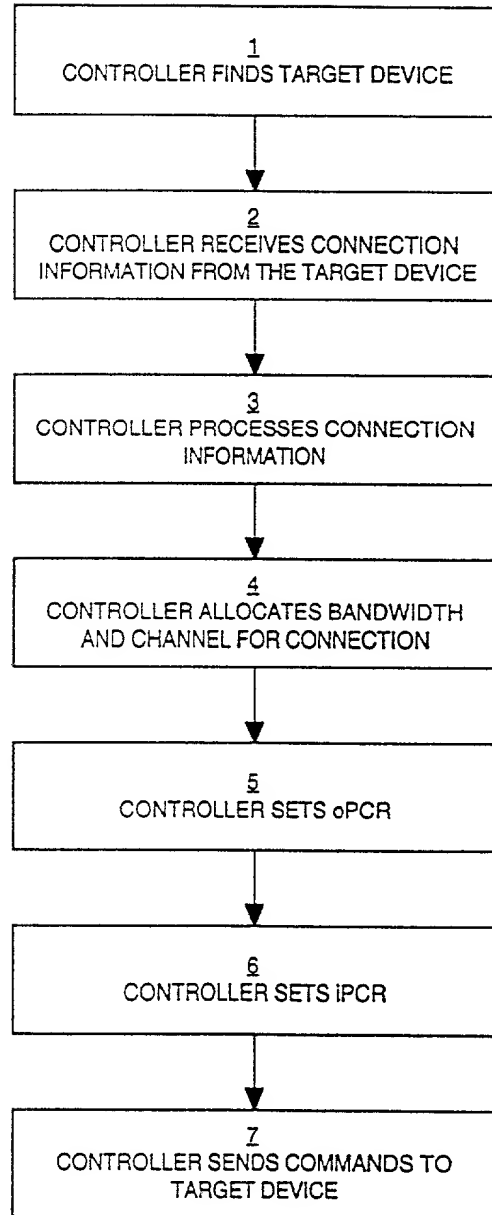 1
CONTROLLER FINDS TARGET DEVICE
2
CONTROLLER RECEIVES CONNECTION
INFORMATION FROM THE TARGET DEVICE
3
CONTROLLER PROCESSES CONNECTION
INFORMATION
4
CONTROLLER ALLOCATES BANDWIDTH
AND CHANNEL FOR CONNECTION
5
CONTROLLER SETS oPCR
6
CONTROLLER SETS iPCR
7
CONTROLLER SENDS COMMANDS TO
TARGET DEVICE